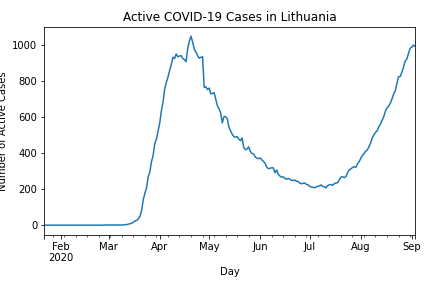 Active COVID-19 Cases in Lithuania
Number of Active Cases
1000
800
600
400
200
0
Feb Mar Apr May Jun Jul Aug Sep
2020
Day